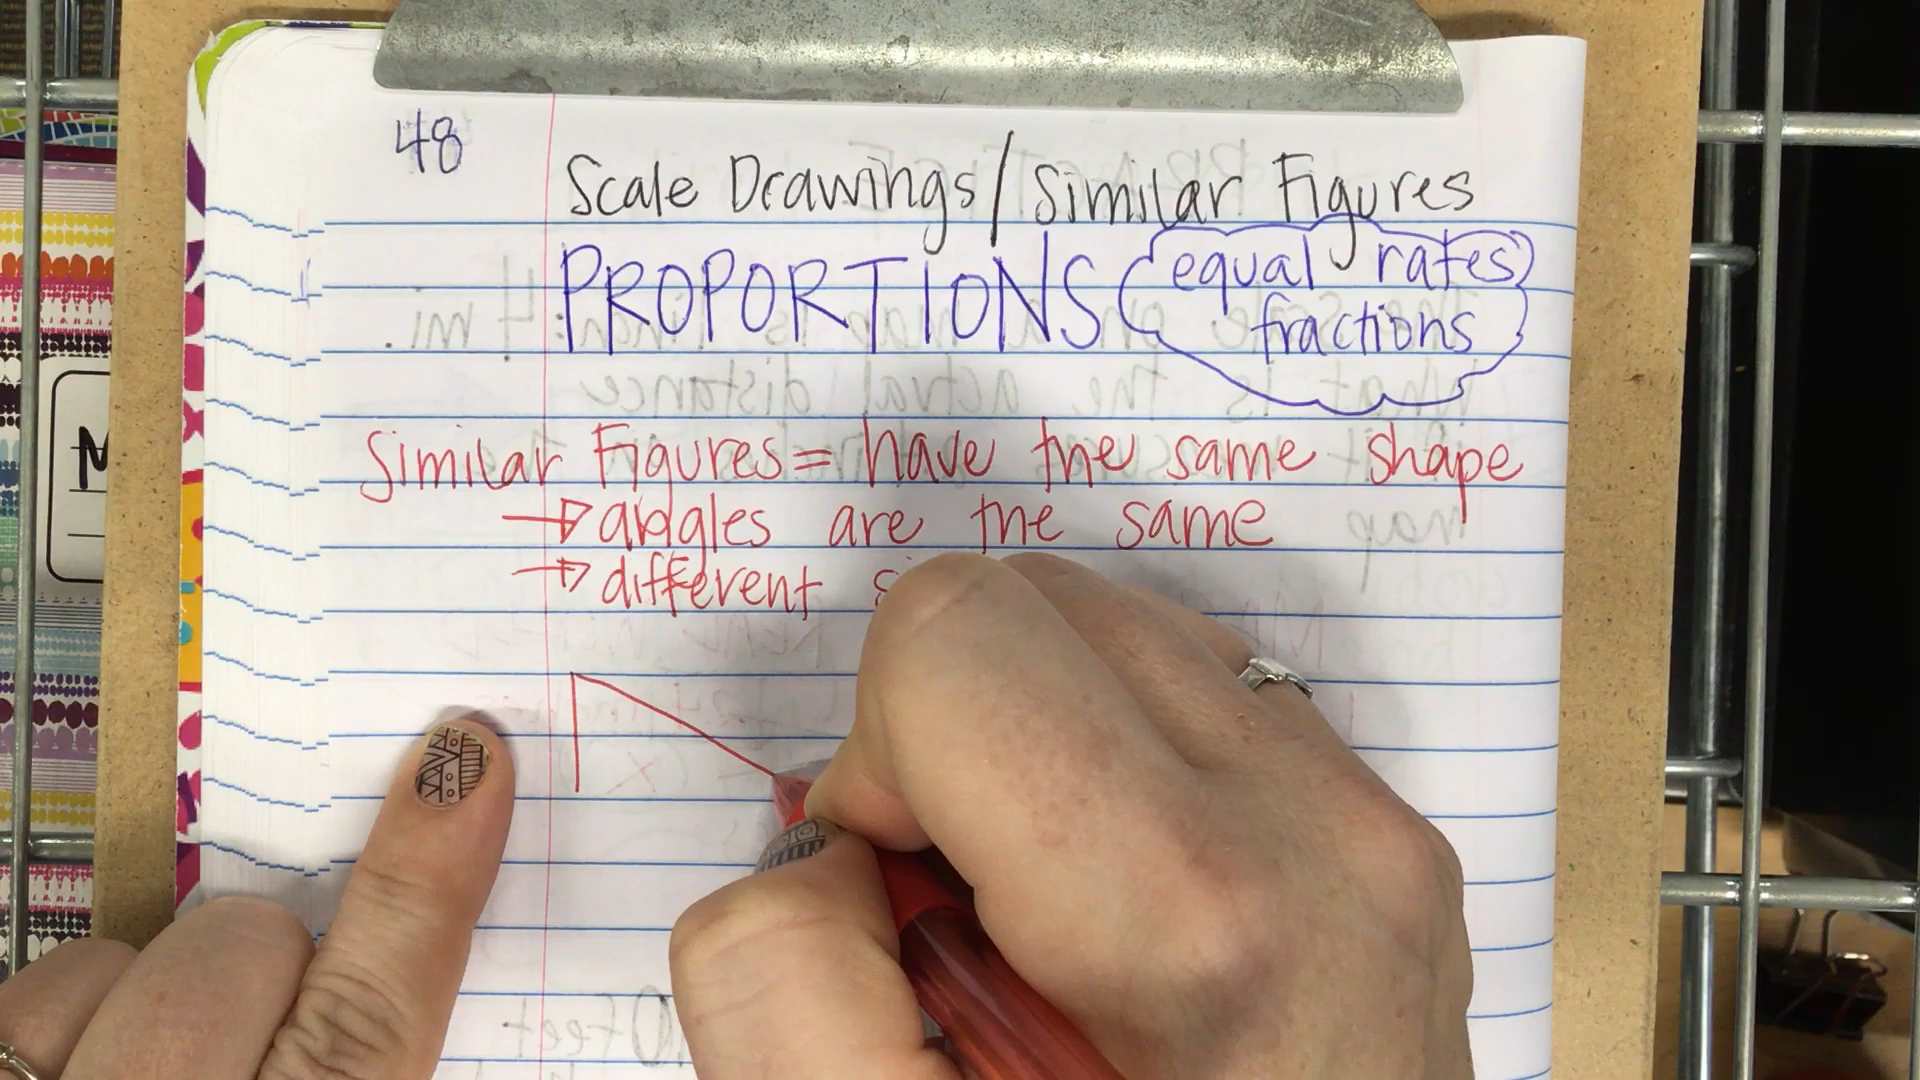 48
Scale Drawings/Similar Figures
PROPORTIONS
equal rates
fractions
Similar Figures = have the same shape
→ angles are the same
→ different
M